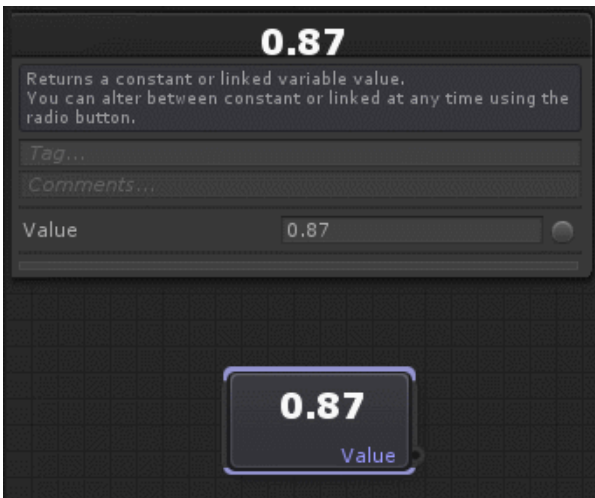 0.87
Returns a constant or linked variable value.
You can alter between constant or linked at any time using the
radio button.
Tag...
Comments...
Value 0.87
0.87
Value